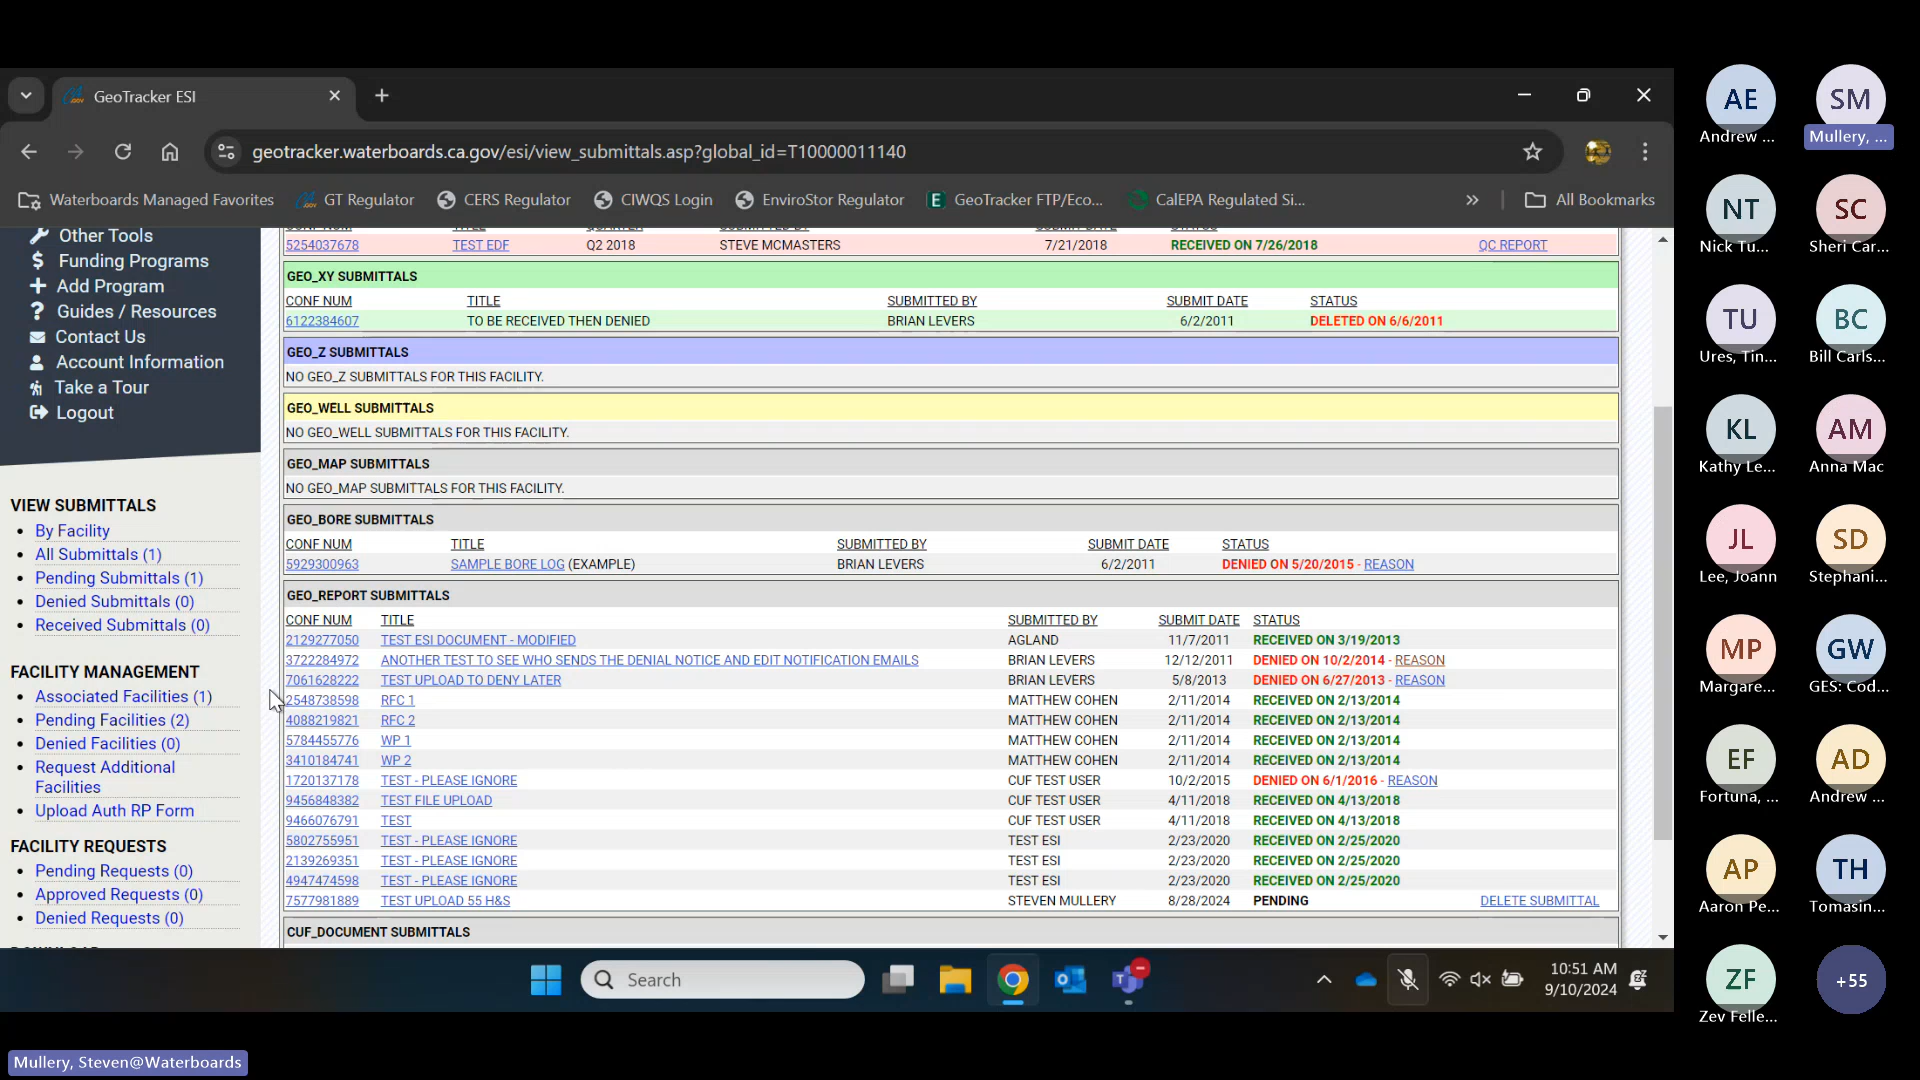 GeoTracker ESI
geotracker.waterboards.ca.gov/esi/view_submittals.asp?global_id=T10000011140
Waterboards Managed Favorites GT Regulator CERS Regulator CIWQS Login EnviroStor Regulator GeoTracker FTP/Eco... CalEPA Regulated Si... » All Bookmarks
Other Tools
Funding Programs
Add Program
Guides / Resources
Contact Us
Account Information
Take a Tour
Logout
VIEW SUBMITTALS
By Facility
All Submittals (1)
Pending Submittals (1)
Denied Submittals (0)
Received Submittals (0)
FACILITY MANAGEMENT
Associated Facilities (1)
Pending Facilities (2)
Denied Facilities (0)
Request Additional
Facilities
Upload Auth RP Form
FACILITY REQUESTS
Pending Requests (0)
Approved Requests (0)
Denied Requests (0)
5254037678 TEST EDF Q2 2018 STEVE MCMASTERS 7/21/2018 RECEIVED ON 7/26/2018 QC REPORT
GEO_XY SUBMITTALS
CONF NUM TITLE SUBMITTED BY SUBMIT DATE STATUS
6122384607 TO BE RECEIVED THEN DENIED BRIAN LEVERS 6/2/2011 DELETED ON 6/6/2011
GEO_Z SUBMITTALS
NO GEO_Z SUBMITTALS FOR THIS FACILITY.
GEO_WELL SUBMITTALS
NO GEO_WELL SUBMITTALS FOR THIS FACILITY.
GEO_MAP SUBMITTALS
NO GEO_MAP SUBMITTALS FOR THIS FACILITY.
GEO_BORE SUBMITTALS
CONF NUM TITLE SUBMITTED BY SUBMIT DATE STATUS
5929300963 SAMPLE BORE LOG (EXAMPLE) BRIAN LEVERS 6/2/2011 DENIED ON 5/20/2015 - REASON
GEO_REPORT SUBMITTALS
CONF NUM TITLE SUBMITTED BY SUBMIT DATE STATUS
2129277050 TEST ESI DOCUMENT - MODIFIED AGLAND 11/7/2011 RECEIVED ON 3/19/2013
3722284972 ANOTHER TEST TO SEE WHO SENDS THE DENIAL NOTICE AND EDIT NOTIFICATION EMAILS BRIAN LEVERS 12/12/2011 DENIED ON 10/2/2014 - REASON
7061628222 TEST UPLOAD TO DENY LATER BRIAN LEVERS 5/8/2013 DENIED ON 6/27/2013 - REASON
2548738598 RFC 1 MATTHEW COHEN 2/11/2014 RECEIVED ON 2/13/2014
4088219821 RFC 2 MATTHEW COHEN 2/11/2014 RECEIVED ON 2/13/2014
5784455776 WP 1 MATTHEW COHEN 2/11/2014 RECEIVED ON 2/13/2014
3410184741 WP 2 MATTHEW COHEN 2/11/2014 RECEIVED ON 2/13/2014
1720137178 TEST - PLEASE IGNORE CUF TEST USER 10/2/2015 DENIED ON 6/1/2016 - REASON
9456848382 TEST FILE UPLOAD CUF TEST USER 4/11/2018 RECEIVED ON 4/13/2018
9466076791 TEST CUF TEST USER 4/11/2018 RECEIVED ON 4/13/2018
5802755951 TEST - PLEASE IGNORE TEST ESI 2/23/2020 RECEIVED ON 2/25/2020
2139269351 TEST - PLEASE IGNORE TEST ESI 2/23/2020 RECEIVED ON 2/25/2020
4947474598 TEST - PLEASE IGNORE TEST ESI 2/23/2020 RECEIVED ON 2/25/2020
7577981889 TEST UPLOAD 55 H&S STEVEN MULLERY 8/28/2024 PENDING DELETE SUBMITTAL
CUF_DOCUMENT SUBMITTALS
Search
10:51 AM
9/10/2024
Mullery, Steven@Waterboards
AE SM
Andrew ... Mullery, ...
NT SC
Nick Tu... Sheri Car...
TU BC
Ures, Tin... Bill Carls...
KL AM
Kathy Le... Anna Mac
JL SD
Lee, Joann Stephani...
MP GW
Margare... GES: Cod...
EF AD
Fortuna, ... Andrew ...
AP TH
Aaron Pe... Tomasin...
ZF +55
Zev Felle...